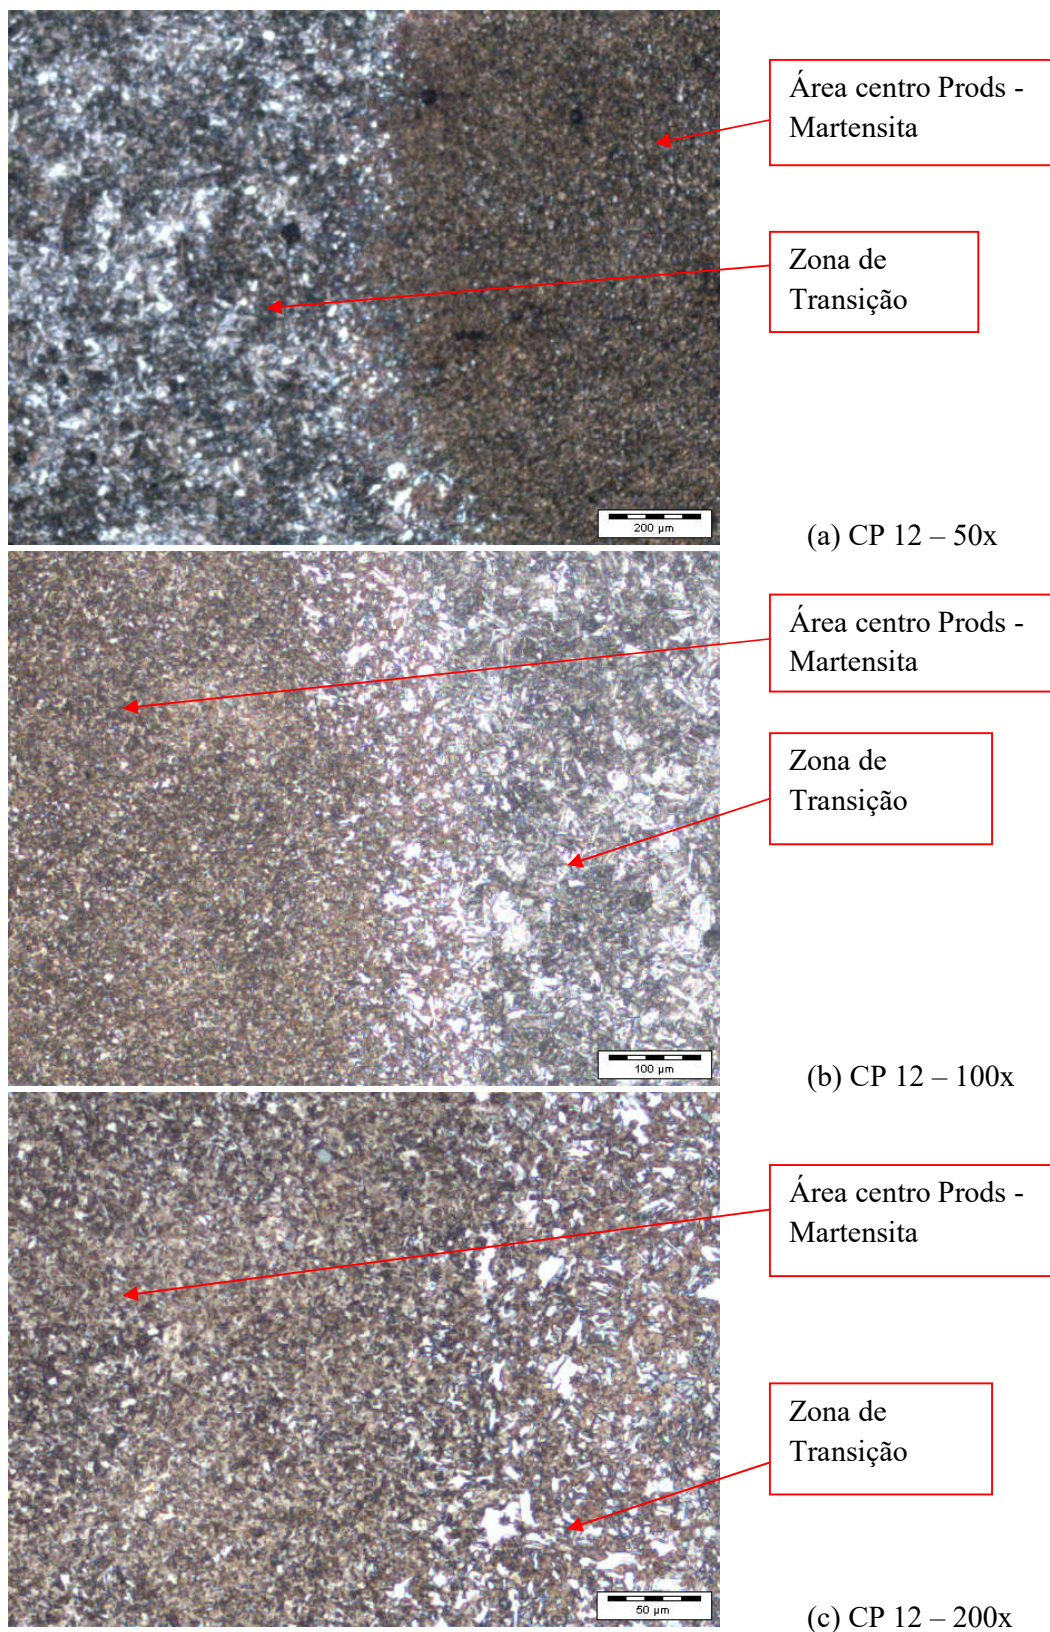 Área centro Prods -
Martensita
Zona de
Transição
200 µm
(a) CP 12 – 50x
Área centro Prods -
Martensita
Zona de
Transição
100 µm
(b) CP 12 – 100x
Área centro Prods -
Martensita
Zona de
Transição
50 µm
(c) CP 12 – 200x